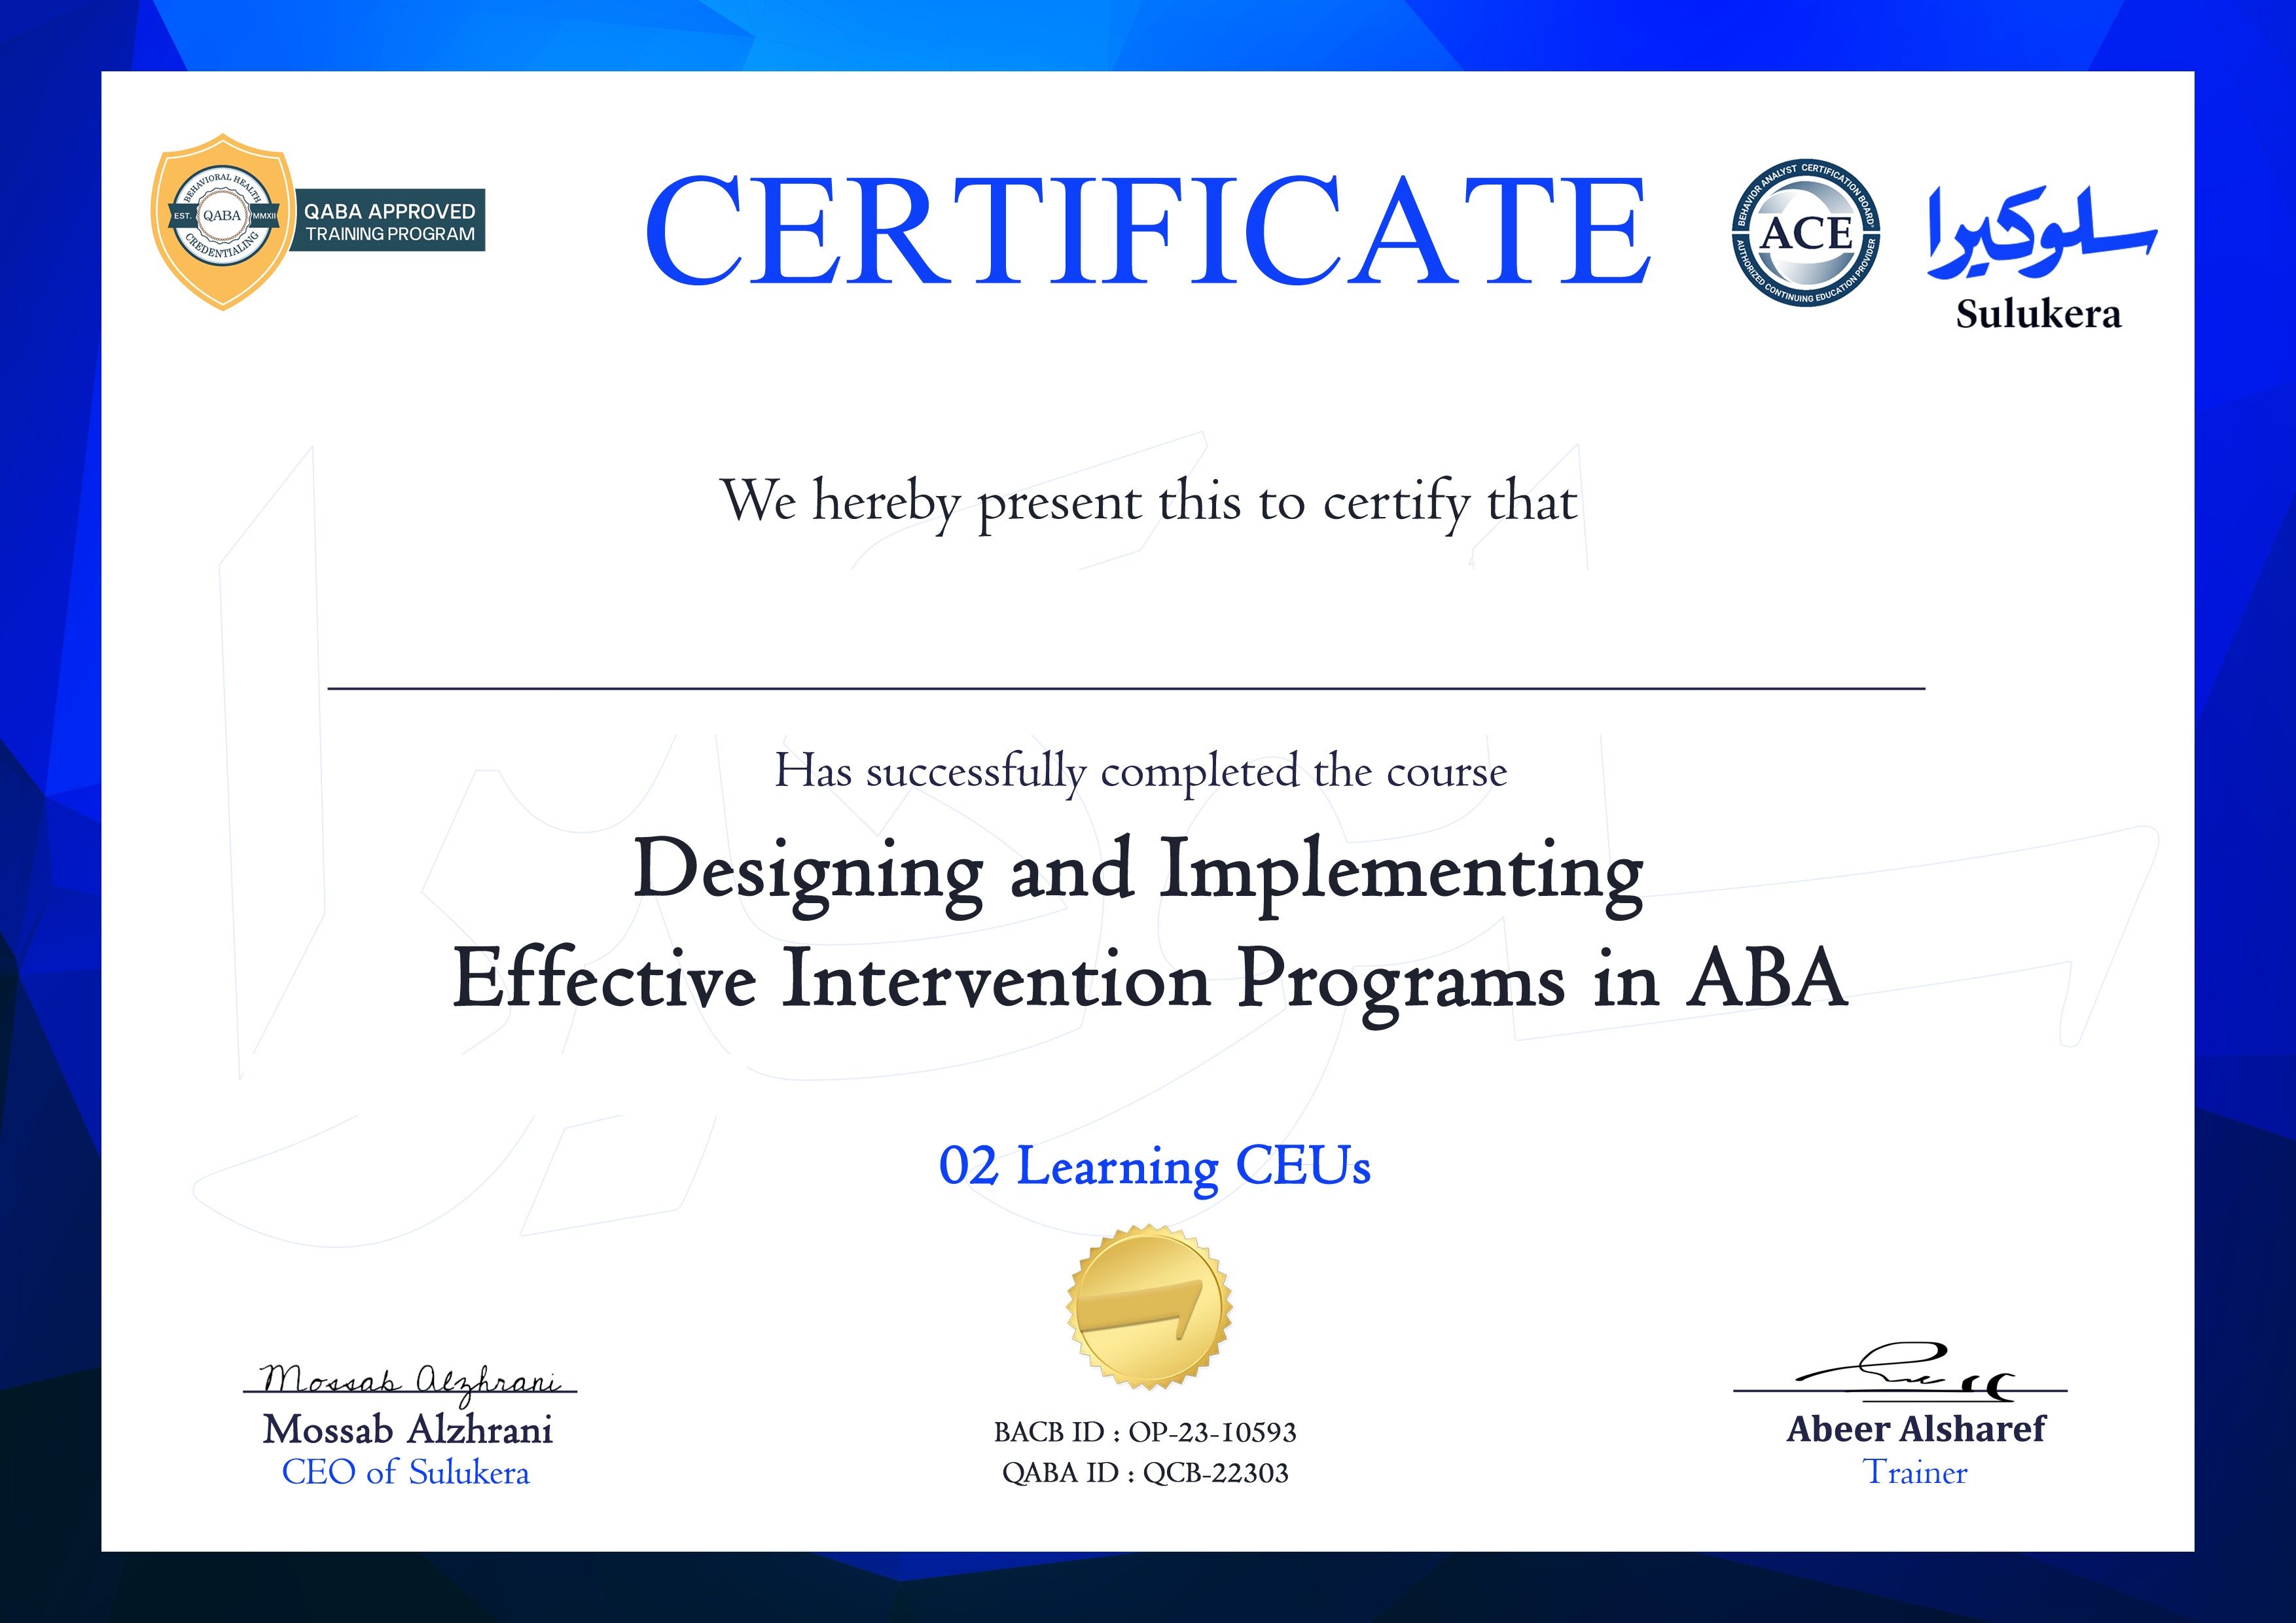 BEHAVIORAL HEALTH
EST. QABA MMXII
CREDENTIALING
QABA APPROVED
TRAINING PROGRAM
CERTIFICATE
BEHAVIOR ANALYST CERTIFICATION BOARD®
ACE
AUTHORIZED CONTINUING EDUCATION PROVIDER
سلوكيرا
Sulukera
We hereby present this to certify that
Has successfully completed the course
Designing and Implementing
Effective Intervention Programs in ABA
02 Learning CEUs
Mossab Alzhrani
Mossab Alzhrani
CEO of Sulukera
BACB ID : OP-23-10593
QABA ID : QCB-22303
Abeer Alsharef
Trainer